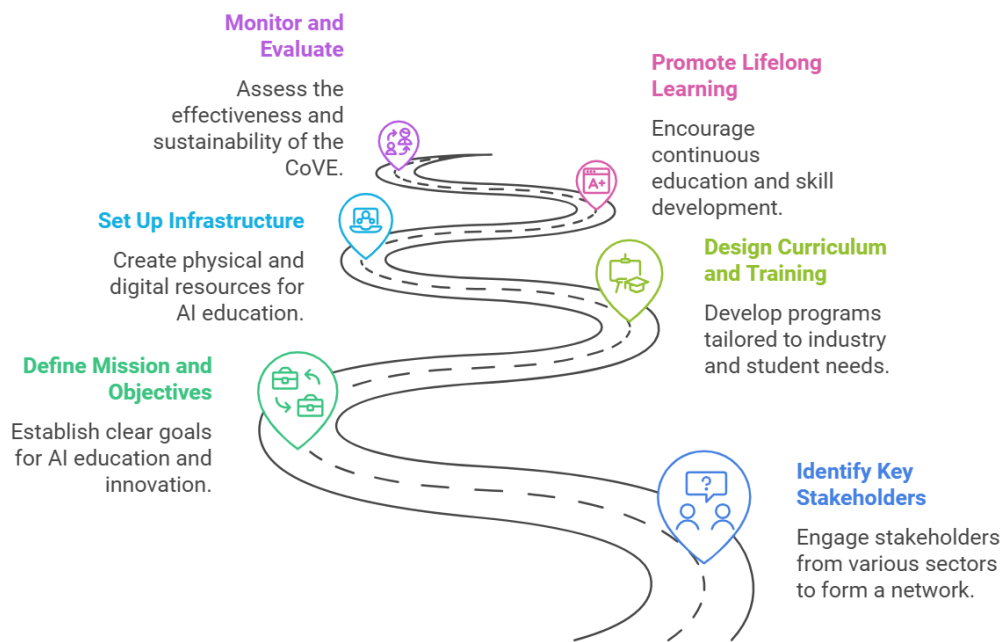 Monitor and
Evaluate
Assess the
effectiveness and
sustainability of the
CoVE.
Promote Lifelong
Learning
Encourage
continuous
education and skill
development.
A+
Set Up Infrastructure
Create physical and
digital resources for
AI education.
Design Curriculum
and Training
Develop programs
tailored to industry
and student needs.
Define Mission and
Objectives
Establish clear goals
for AI education and
innovation.
?
Identify Key
Stakeholders
Engage stakeholders
from various sectors
to form a network.